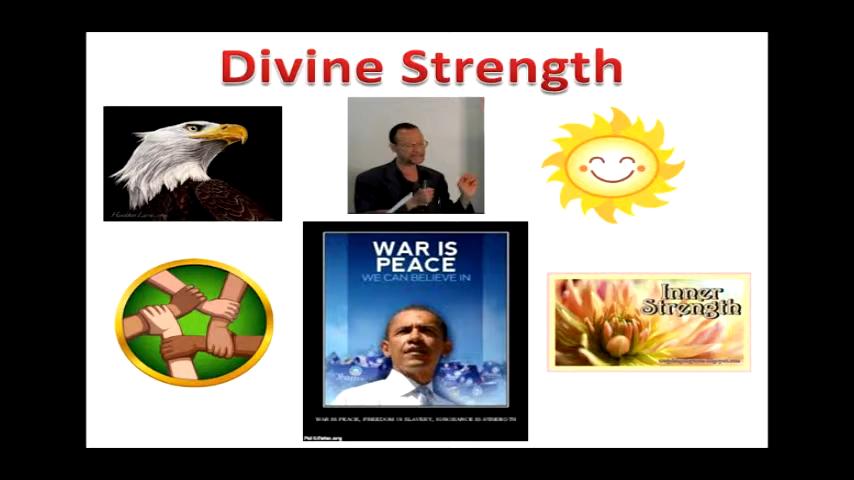 Divine Strength
WAR IS
PEACE
WE CAN BELIEVE IN
Inner
Strength
WAR IS PEACE, FREEDOM IS SLAVERY, IGNORANCE IS STRENGTH